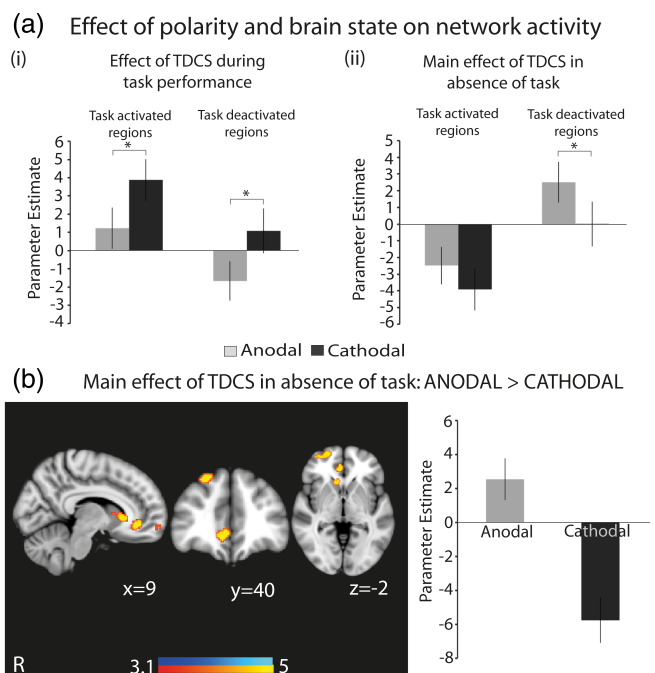 (a) Effect of polarity and brain state on network activity
(i) Effect of TDCS during
task performance
Task activated
regions
Task deactivated
regions
*
*
Parameter Estimate
6
5
4
3
2
1
0
-1
-2
-3
-4
(ii) Main effect of TDCS in
absence of task
Task activated
regions
Task deactivated
regions
*
Parameter Estimate
5
4
3
2
1
0
-1
-2
-3
-4
-5
-6
Anodal Cathodal
(b) Main effect of TDCS in absence of task: ANODAL > CATHODAL
x=9 y=40 z=-2
R 3.1 5
Parameter Estimate
6
4
2
0
-2
-4
-6
-8
Anodal Cathodal